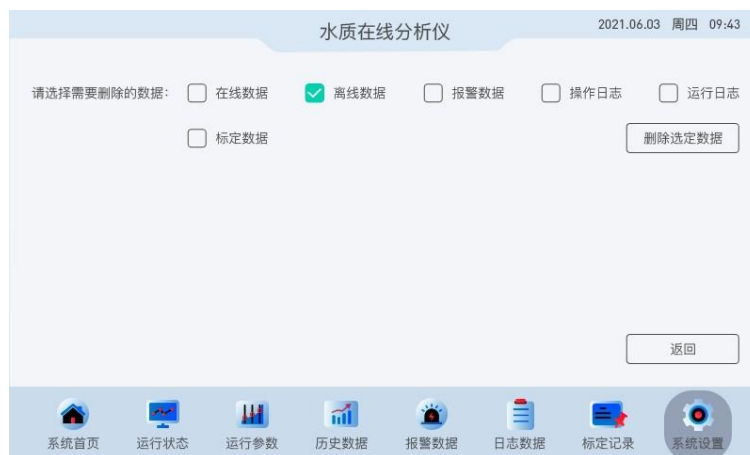 水质在线分析仪
2021.06.03 周四 09:43
请选择需要删除的数据: 在线数据 离线数据 报警数据 操作日志 运行日志
标定数据 删除选定数据
返回
系统首页 运行状态 运行参数 历史数据 报警数据 日志数据 标定记录 系统设置